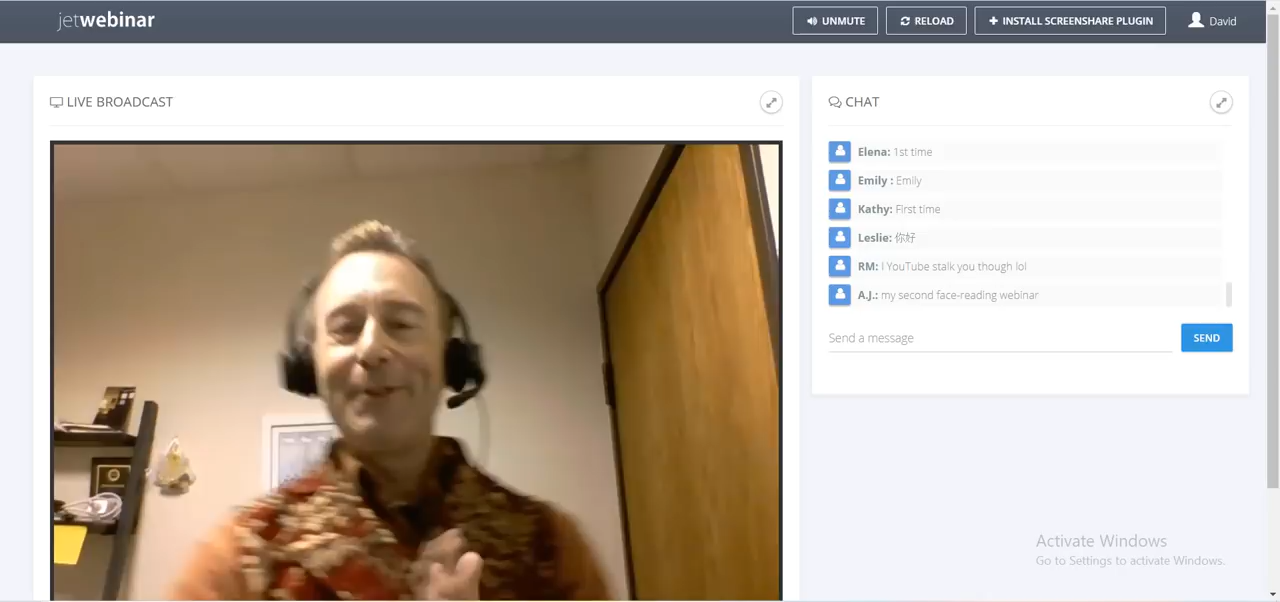 jetwebinar
UNMUTE
RELOAD
INSTALL SCREENSHARE PLUGIN
David
LIVE BROADCAST
CHAT
Elena: 1st time
Emily : Emily
Kathy: First time
Leslie: 你好
RM: I YouTube stalk you though lol
A.J.: my second face-reading webinar
Send a message
SEND
Activate Windows
Go to Settings to activate Windows.